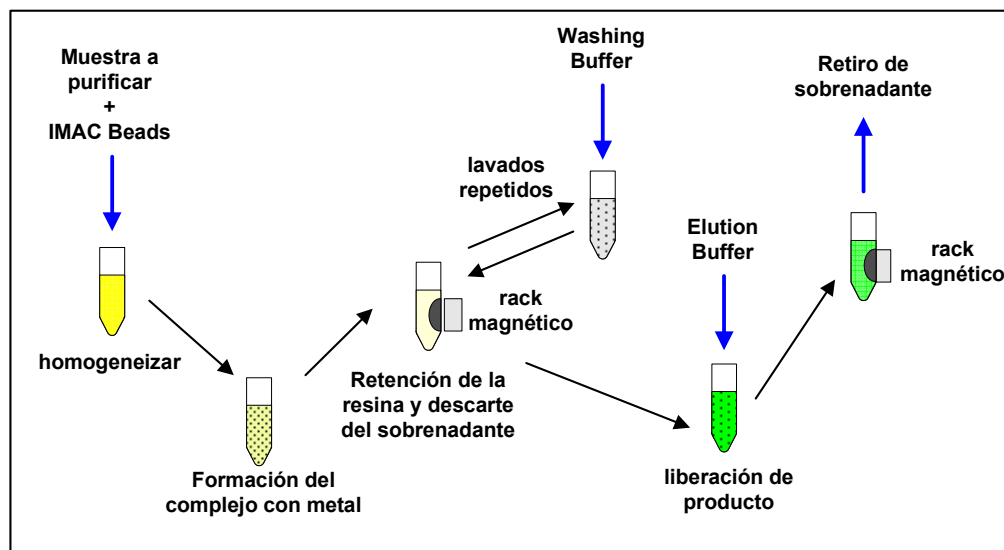 Muestra a
purificar
+
IMAC Beads
homogeneizar
Formación del
complejo con metal
rack
magnético
Retención de la
resina y descarte
del sobrenadante
lavados
repetidos
Washing
Buffer
Elution
Buffer
liberación de
producto
Retiro de
sobrenadante
rack
magnético